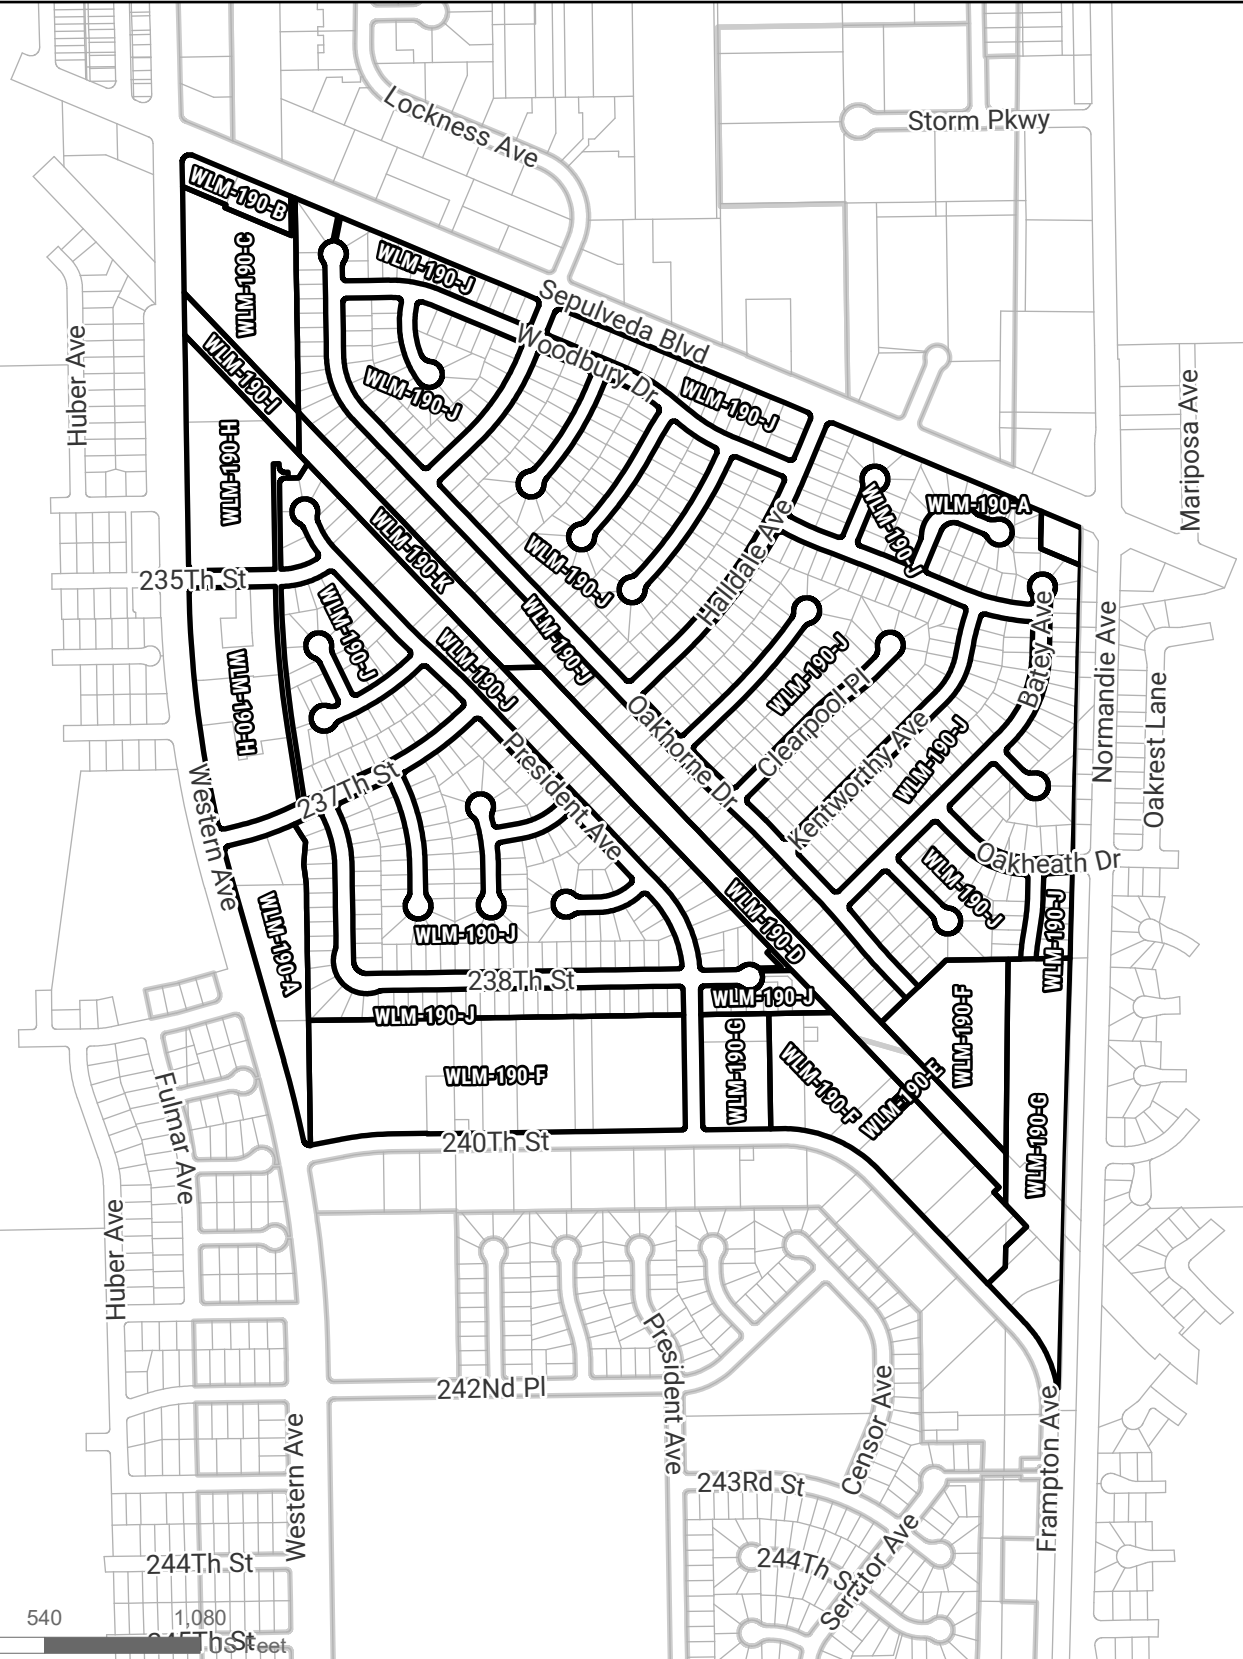 Lockness Ave
Storm Pkwy
WLM-190-B
WLM-190-C
WLM-190-J
Sepulveda Blvd
Huber Ave
WLM-190-I
Woodbury Dr
WLM-190-J
WLM-190-J
Mariposa Ave
WLM-190-H
WLM-190-A
WLM-190-J
WLM-190-K
235Th St
WLM-190-J
Halldale Ave
WLM-190-J
WLM-190-J
WLM-190-J
WLM-190-J
Batey Ave
Normandie Ave
Oakrest Lane
WLM-190-H
Oakhorne Dr
Clearpool Pl
Kentworthy Ave
WLM-190-J
President Ave
237Th St
Western Ave
Oakheath Dr
WLM-190-J
WLM-190-A
WLM-190-J
WLM-190-D
WLM-190-J
238Th St
WLM-190-J
WLM-190-J
WLM-190-F
WLM-190-G
WLM-190-F
WLM-190-F
WLM-190-E
WLM-190-G
240Th St
Fulmar Ave
Huber Ave
President Ave
242Nd Pl
Censor Ave
Western Ave
243Rd St
Frampton Ave
244Th St
244Th St
Senator Ave
540
1,080
245Th St
US Feet